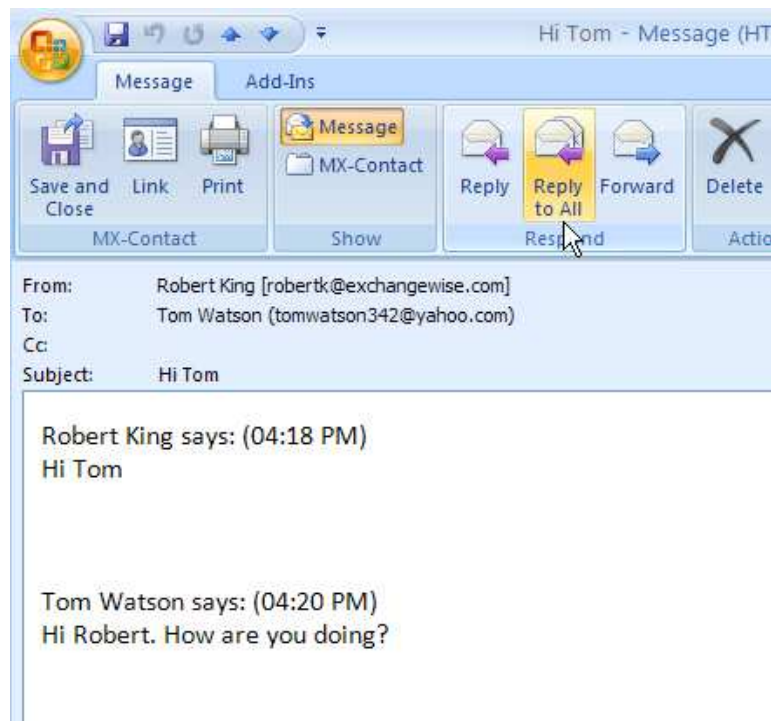 Hi Tom - Message (HT
Message Add-Ins
Save and Close Link Print Message MX-Contact Reply Reply to All Forward Delete
MX-Contact Show Respond Actio
From: Robert King [robertk@exchangewise.com]
To: Tom Watson (tomwatson342@yahoo.com)
Cc:
Subject: Hi Tom
Robert King says: (04:18 PM)
Hi Tom
Tom Watson says: (04:20 PM)
Hi Robert. How are you doing?